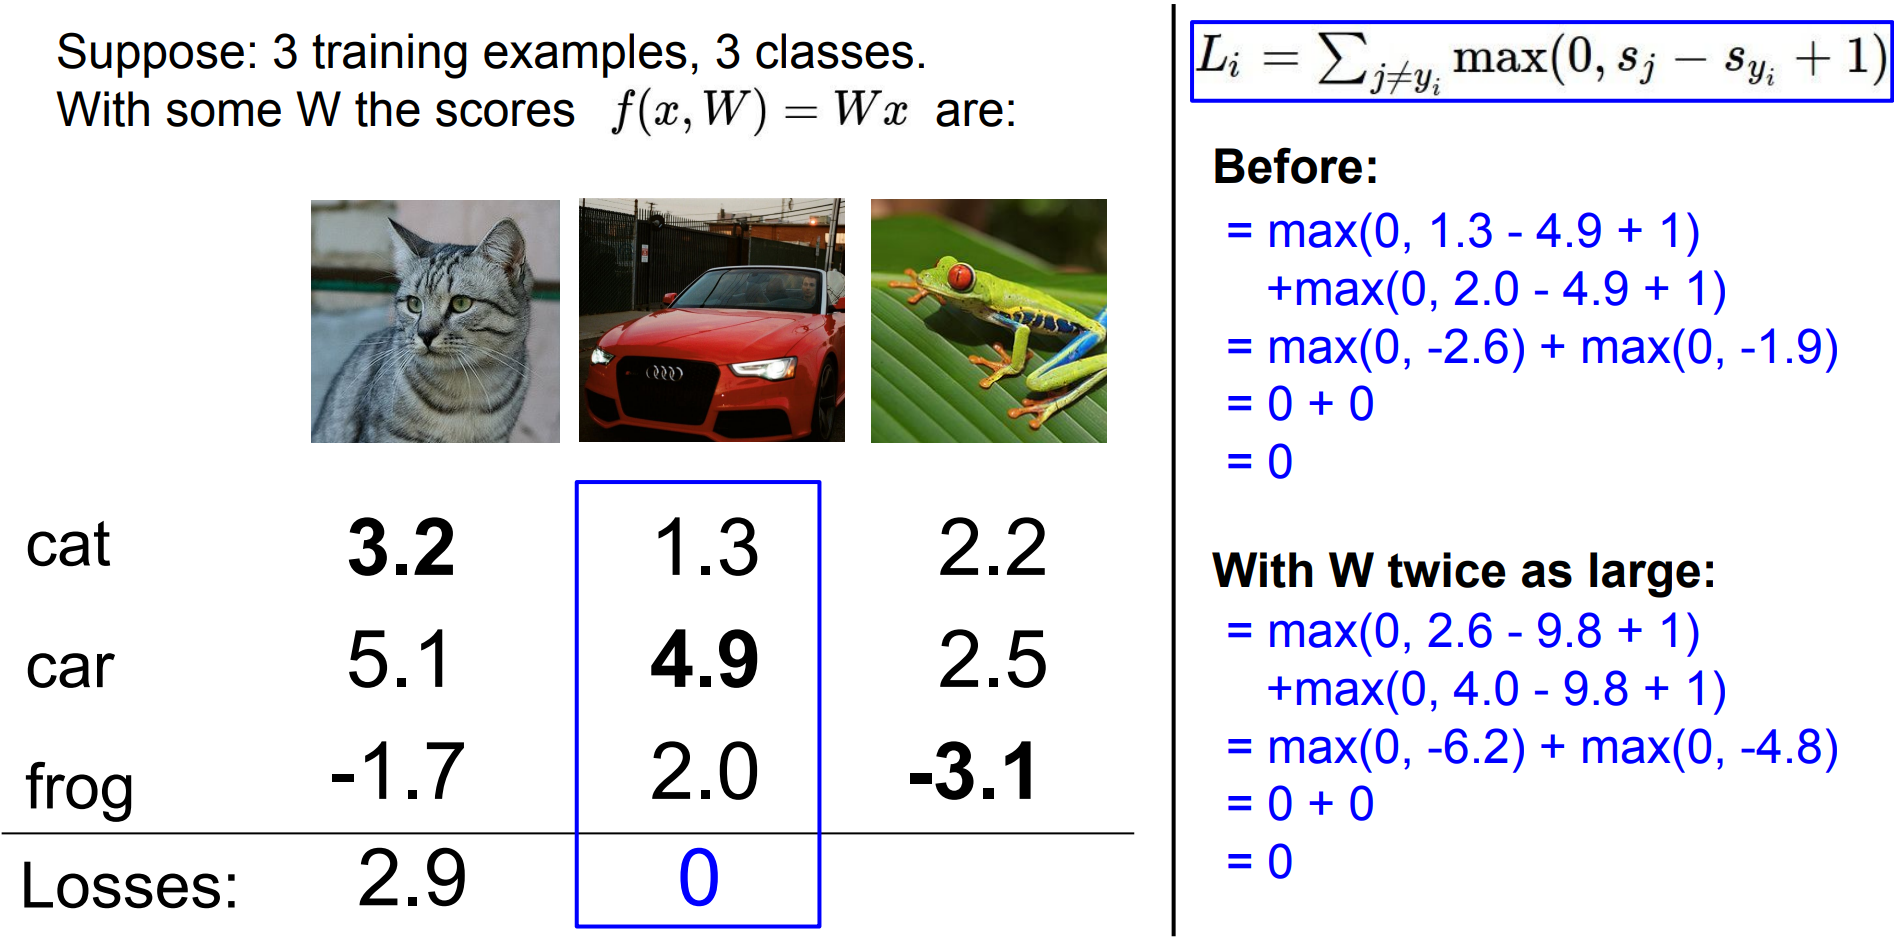 Suppose: 3 training examples, 3 classes.
With some W the scores f(x, W) = Wx are:
cat 3.2 1.3 2.2
car 5.1 4.9 2.5
frog -1.7 2.0 -3.1
Losses: 2.9 0
L_i = ∑_{j≠y_i} max(0, s_j − s_{y_i} + 1)
Before:
= max(0, 1.3 - 4.9 + 1)
+max(0, 2.0 - 4.9 + 1)
= max(0, -2.6) + max(0, -1.9)
= 0 + 0
= 0
With W twice as large:
= max(0, 2.6 - 9.8 + 1)
+max(0, 4.0 - 9.8 + 1)
= max(0, -6.2) + max(0, -4.8)
= 0 + 0
= 0